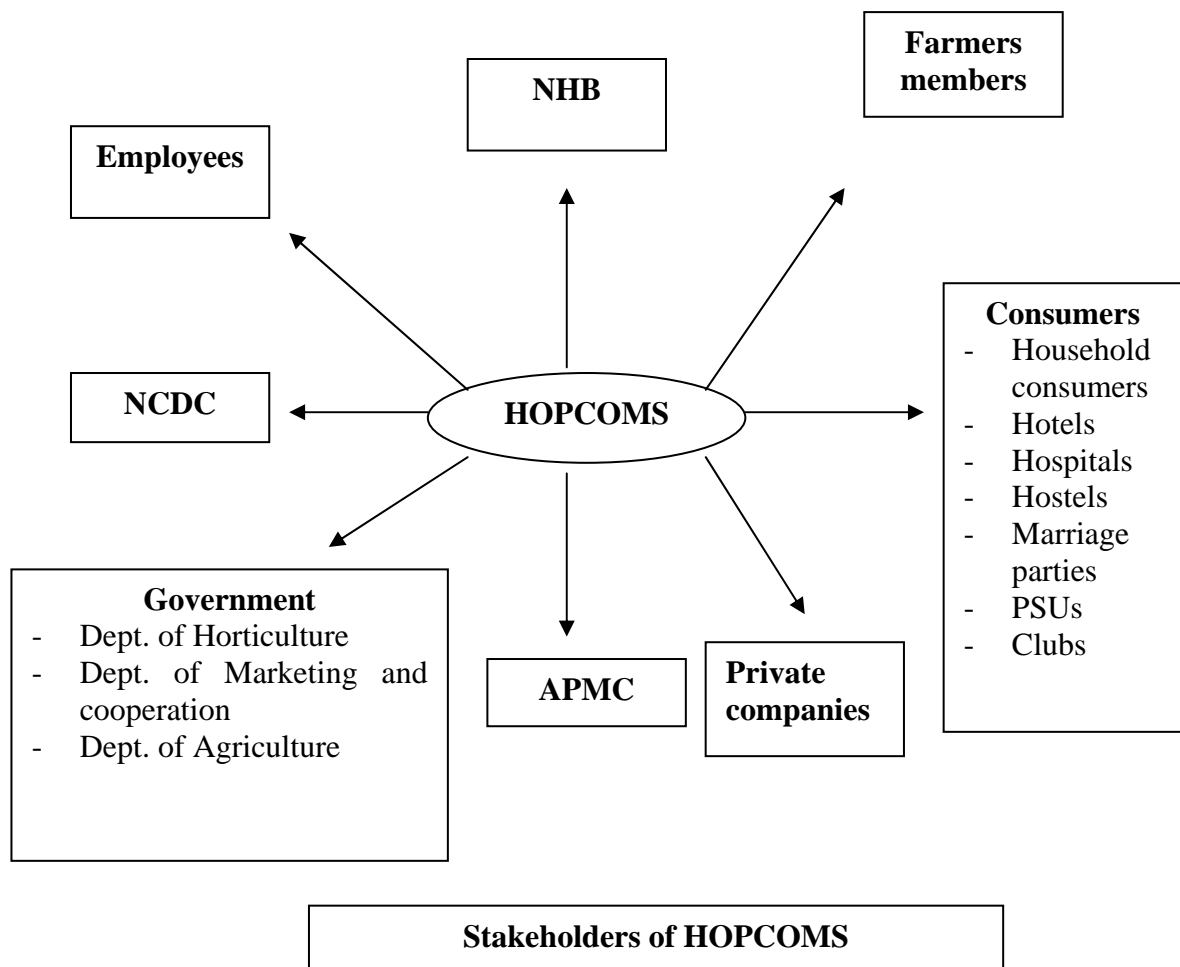 Farmers
members
NHB
Employees
Consumers
- Household
consumers
- Hotels
- Hospitals
- Hostels
- Marriage
parties
- PSUs
- Clubs
NCDC
HOPCOMS
Government
- Dept. of Horticulture
- Dept. of Marketing and
cooperation
- Dept. of Agriculture
APMC
Private
companies
Stakeholders of HOPCOMS